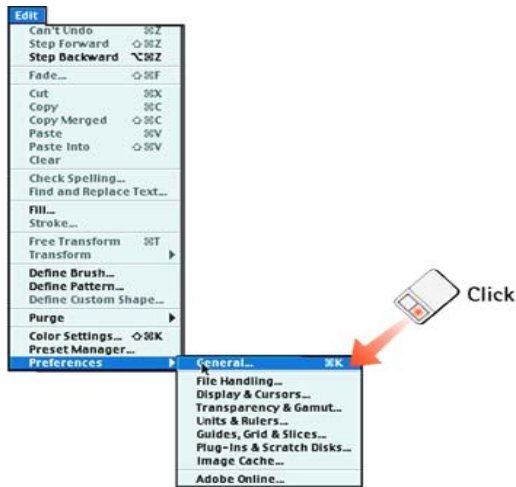 Edit
Can't Undo ⌘Z
Step Forward ⇧⌘Z
Step Backward ⌥⌘Z
Fade... ⇧⌘F
Cut ⌘X
Copy ⌘C
Copy Merged ⇧⌘C
Paste ⌘V
Paste Into ⇧⌘V
Clear
Check Spelling...
Find and Replace Text...
Fill...
Stroke...
Free Transform ⌘T
Transform
Define Brush...
Define Pattern...
Define Custom Shape...
Purge
Color Settings... ⇧⌘K
Preset Manager...
Preferences
General... ⌘K
File Handling...
Display & Cursors...
Transparency & Gamut...
Units & Rulers...
Guides, Grid & Slices...
Plug-Ins & Scratch Disks...
Image Cache...
Adobe Online...
Click